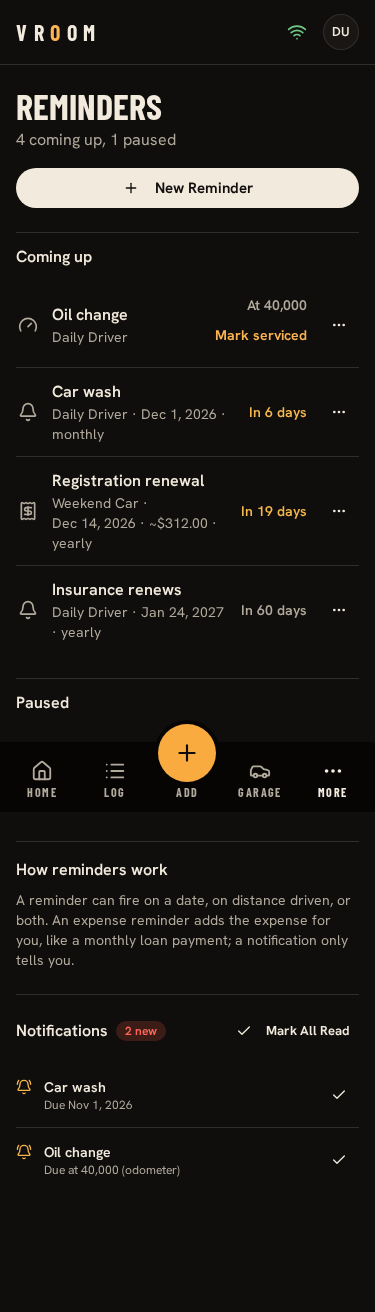 VROOM
DU
REMINDERS
4 coming up, 1 paused
New Reminder
Coming up
Oil change
Daily Driver
At 40,000
Mark serviced
Car wash
Daily Driver · Dec 1, 2026 ·
monthly
In 6 days
Registration renewal
Weekend Car ·
Dec 14, 2026 · ~$312.00 ·
yearly
In 19 days
Insurance renews
Daily Driver · Jan 24, 2027
· yearly
In 60 days
Paused
HOME
LOG
ADD
GARAGE
MORE
How reminders work
A reminder can fire on a date, on distance driven, or
both. An expense reminder adds the expense for
you, like a monthly loan payment; a notification only
tells you.
Notifications
2 new
Mark All Read
Car wash
Due Nov 1, 2026
Oil change
Due at 40,000 (odometer)